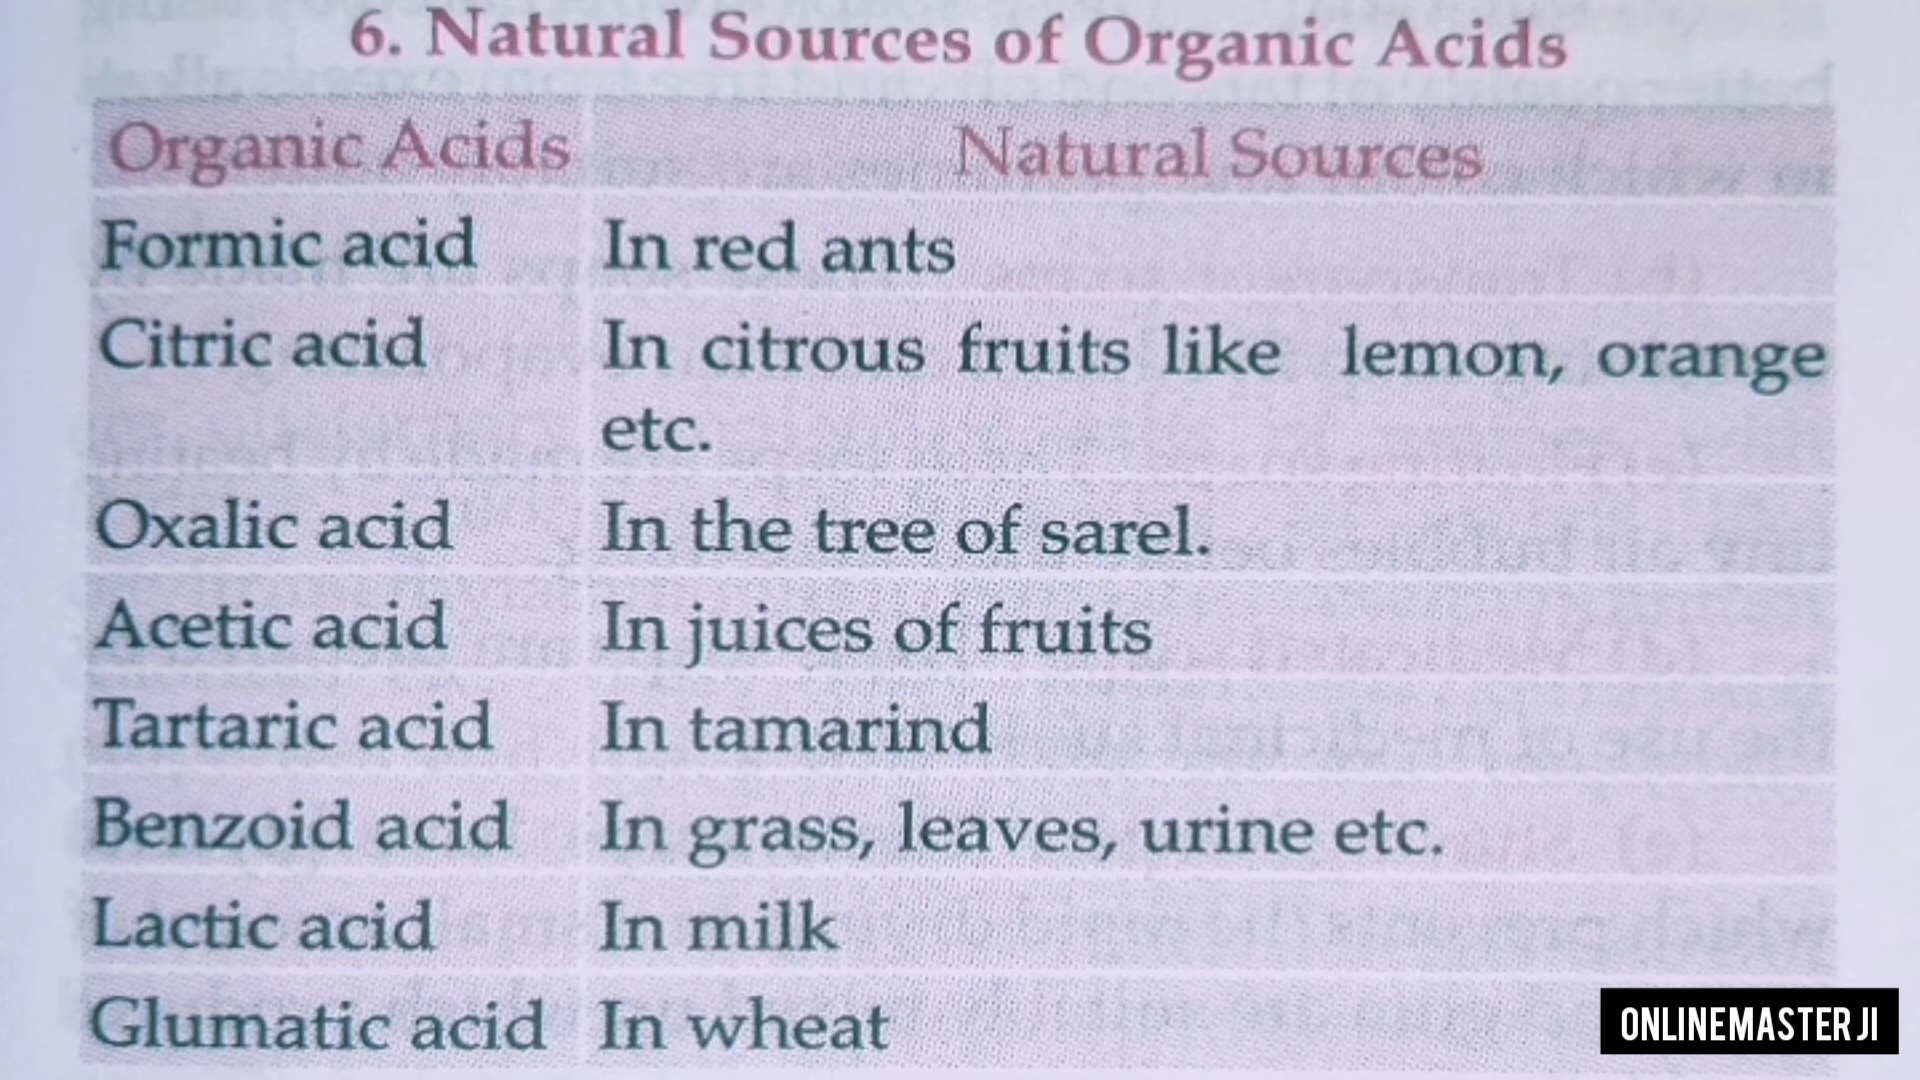 6. Natural Sources of Organic Acids
Organic Acids Natural Sources
Formic acid In red ants
Citric acid In citrous fruits like lemon, orange
etc.
Oxalic acid In the tree of sarel.
Acetic acid In juices of fruits
Tartaric acid In tamarind
Benzoid acid In grass, leaves, urine etc.
Lactic acid In milk
Glumatic acid In wheat
ONLINEMASTER JI